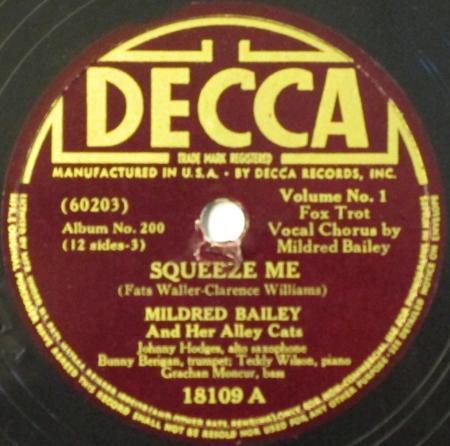 DECCA
TRADE MARK REGISTERED
MANUFACTURED IN U.S.A. • BY DECCA RECORDS, INC.
(60203)
Album No. 200
(12 sides-3)
Volume No. 1
Fox Trot
Vocal Chorus by
Mildred Bailey
SQUEEZE ME
(Fats Waller-Clarence Williams)
MILDRED BAILEY
And Her Alley Cats
Johnny Hodges, alto saxophone
Bunny Berigan, trumpet; Teddy Wilson, piano
Grachan Moncur, bass
18109 A